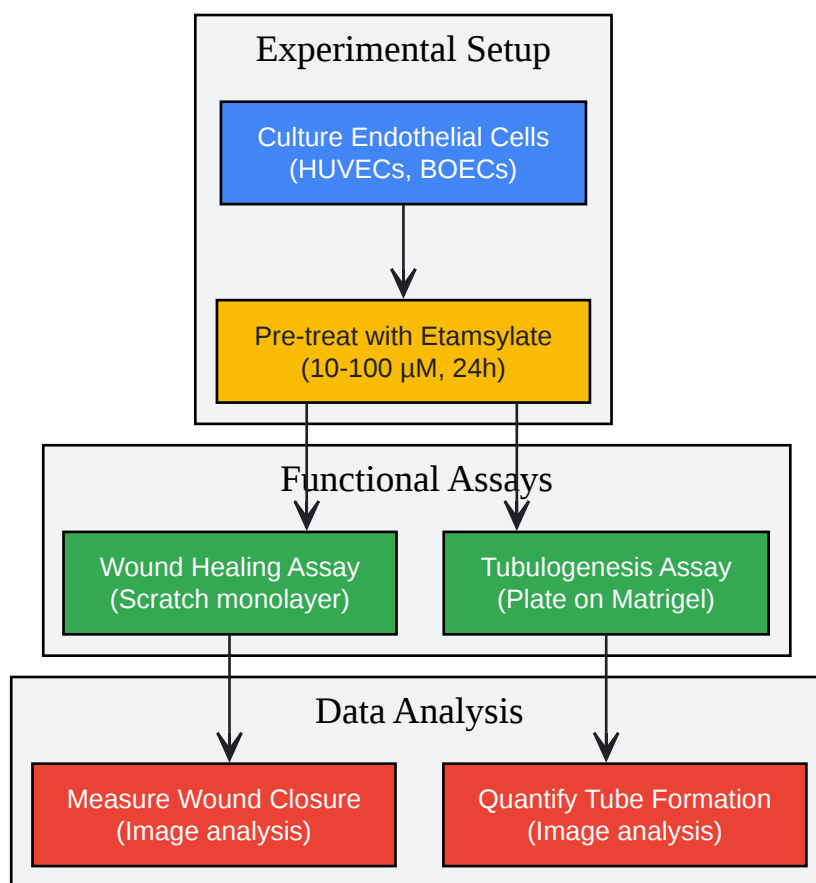 Experimental Setup
Culture Endothelial Cells
(HUVECs, BOECs)
Pre-treat with Etamsylate
(10-100 µM, 24h)
Functional Assays
Wound Healing Assay
(Scratch monolayer)
Tubulogenesis Assay
(Plate on Matrigel)
Data Analysis
Measure Wound Closure
(Image analysis)
Quantify Tube Formation
(Image analysis)